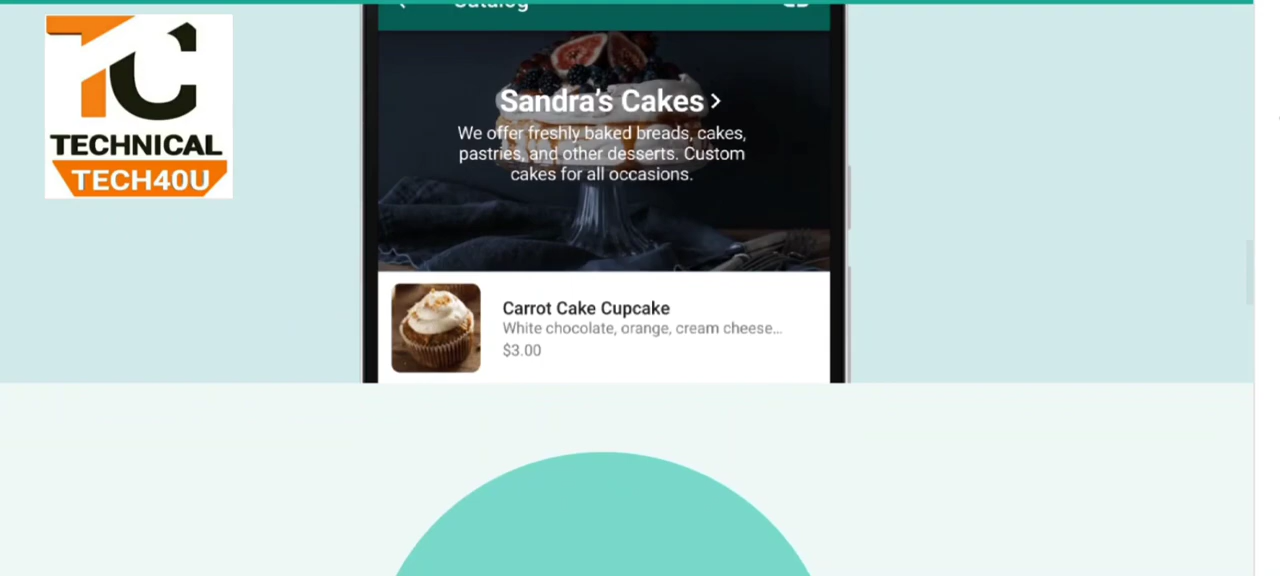 Catalog
TC
TECHNICAL
TECH40U
Sandra's Cakes
We offer freshly baked breads, cakes,
pastries, and other desserts. Custom
cakes for all occasions.
Carrot Cake Cupcake
White chocolate, orange, cream cheese...
$3.00